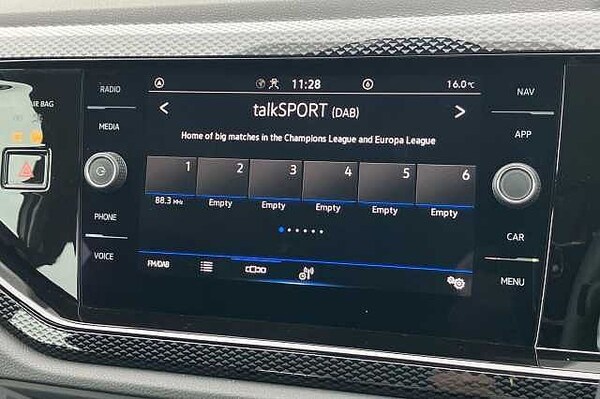 RADIO
11:28
16.0°C
NAV
AIR BAG
talkSPORT (DAB)
MEDIA
APP
Home of big matches in the Champions League and Europa League
1 2 3 4 5 6
88.3 MHz Empty Empty Empty Empty Empty
PHONE
CAR
VOICE
FM/DAB
MENU